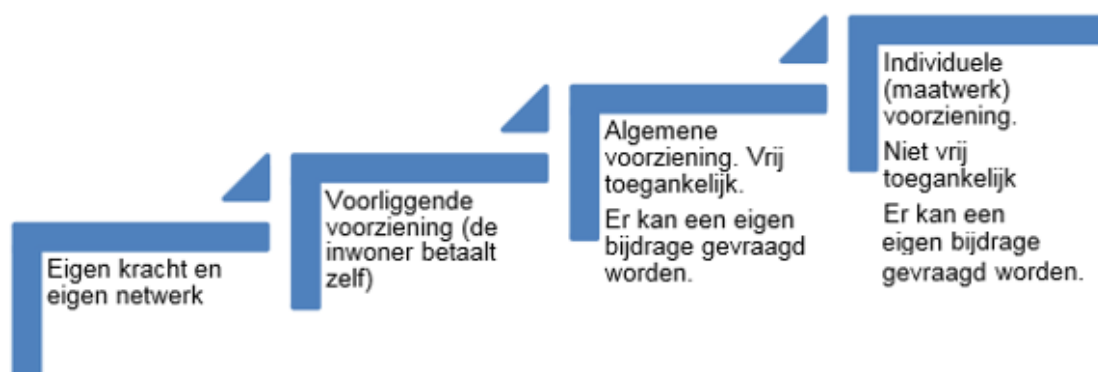 Eigen kracht en
eigen netwerk
Voorliggende
voorziening (de
inwoner betaalt
zelf)
Algemene
voorziening. Vrij
toegankelijk.
Er kan een eigen
bijdrage gevraagd
worden.
Individuele
(maatwerk)
voorziening.
Niet vrij
toegankelijk
Er kan een
eigen bijdrage
gevraagd worden.